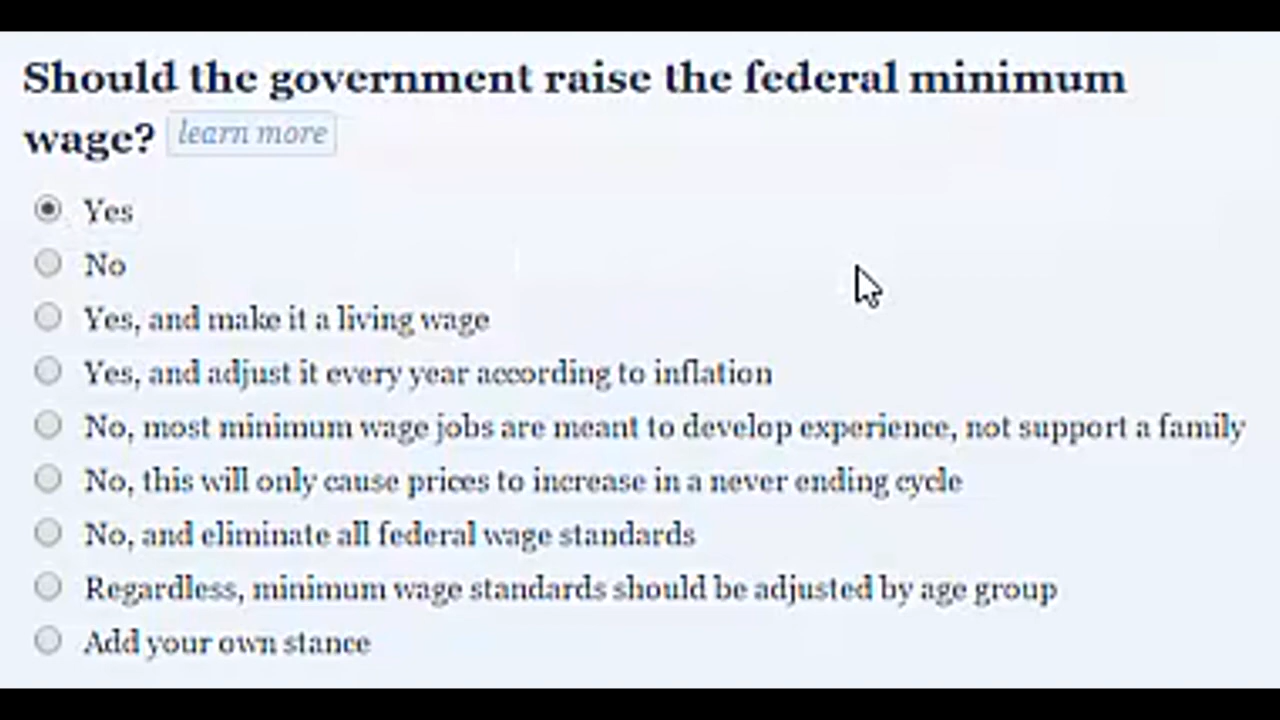 Should the government raise the federal minimum
wage? learn more
Yes
No
Yes, and make it a living wage
Yes, and adjust it every year according to inflation
No, most minimum wage jobs are meant to develop experience, not support a family
No, this will only cause prices to increase in a never ending cycle
No, and eliminate all federal wage standards
Regardless, minimum wage standards should be adjusted by age group
Add your own stance